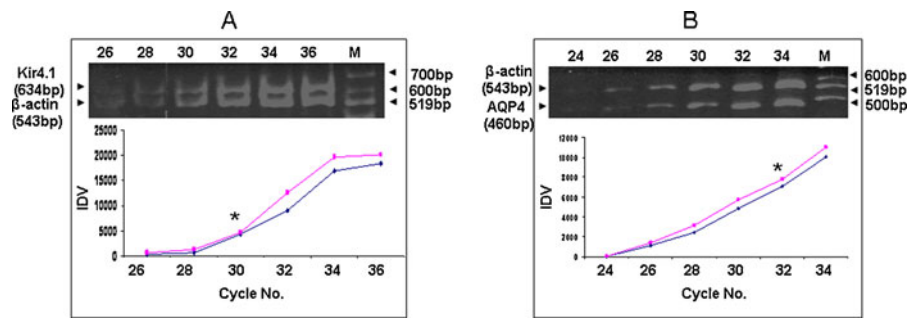 A
26 28 30 32 34 36 M
Kir4.1
(634bp)
β-actin
(543bp)
700bp
600bp
519bp
25000
20000
15000
10000
5000
0
IDV
*
26 28 30 32 34 36
Cycle No.
B
24 26 28 30 32 34 M
β-actin
(543bp)
AQP4
(460bp)
600bp
519bp
500bp
12000
10000
8000
6000
4000
2000
0
IDV
*
24 26 28 30 32 34
Cycle No.